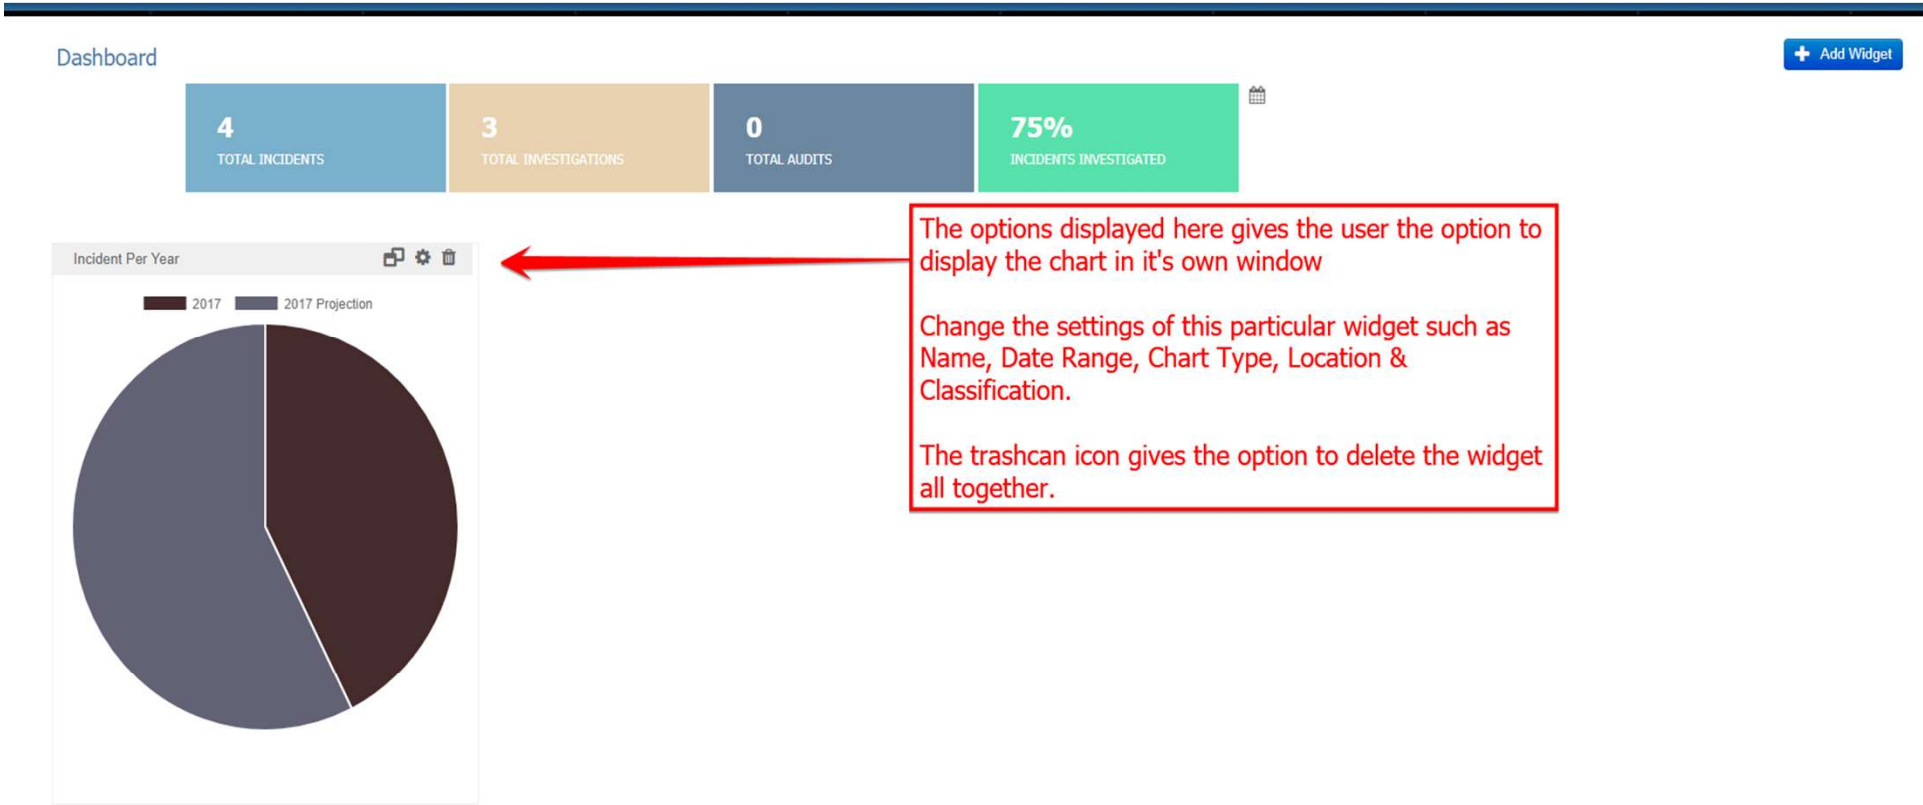 Dashboard
Add Widget
4
TOTAL INCIDENTS
3
TOTAL INVESTIGATIONS
0
TOTAL AUDITS
75%
INCIDENTS INVESTIGATED
Incident Per Year
2017
2017 Projection
The options displayed here gives the user the option to
display the chart in it's own window
Change the settings of this particular widget such as
Name, Date Range, Chart Type, Location &
Classification.
The trashcan icon gives the option to delete the widget
all together.